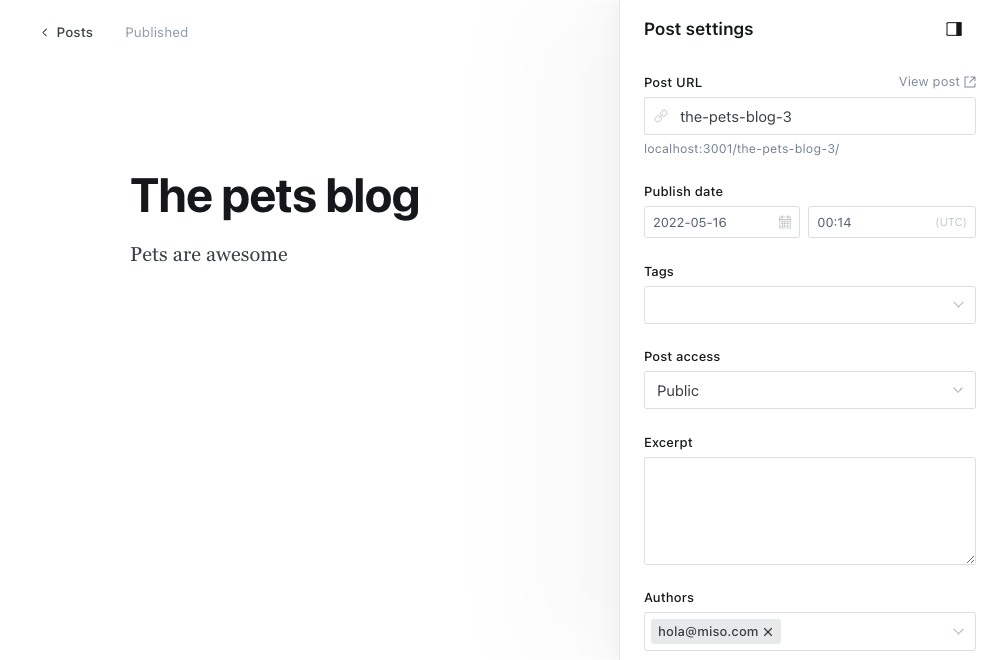 Posts Published
The pets blog
Pets are awesome
Post settings
Post URL View post
the-pets-blog-3
localhost:3001/the-pets-blog-3/
Publish date
2022-05-16 00:14 (UTC)
Tags
Post access
Public
Excerpt
Authors
hola@miso.com